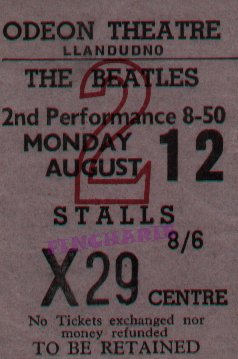 ODEON THEATRE
LLANDUDNO
THE BEATLES
2
2nd Performance 8-50
MONDAY
AUGUST 12
STALLS
8/6
X29 CENTRE
No Tickets exchanged nor
money refunded
TO BE RETAINED